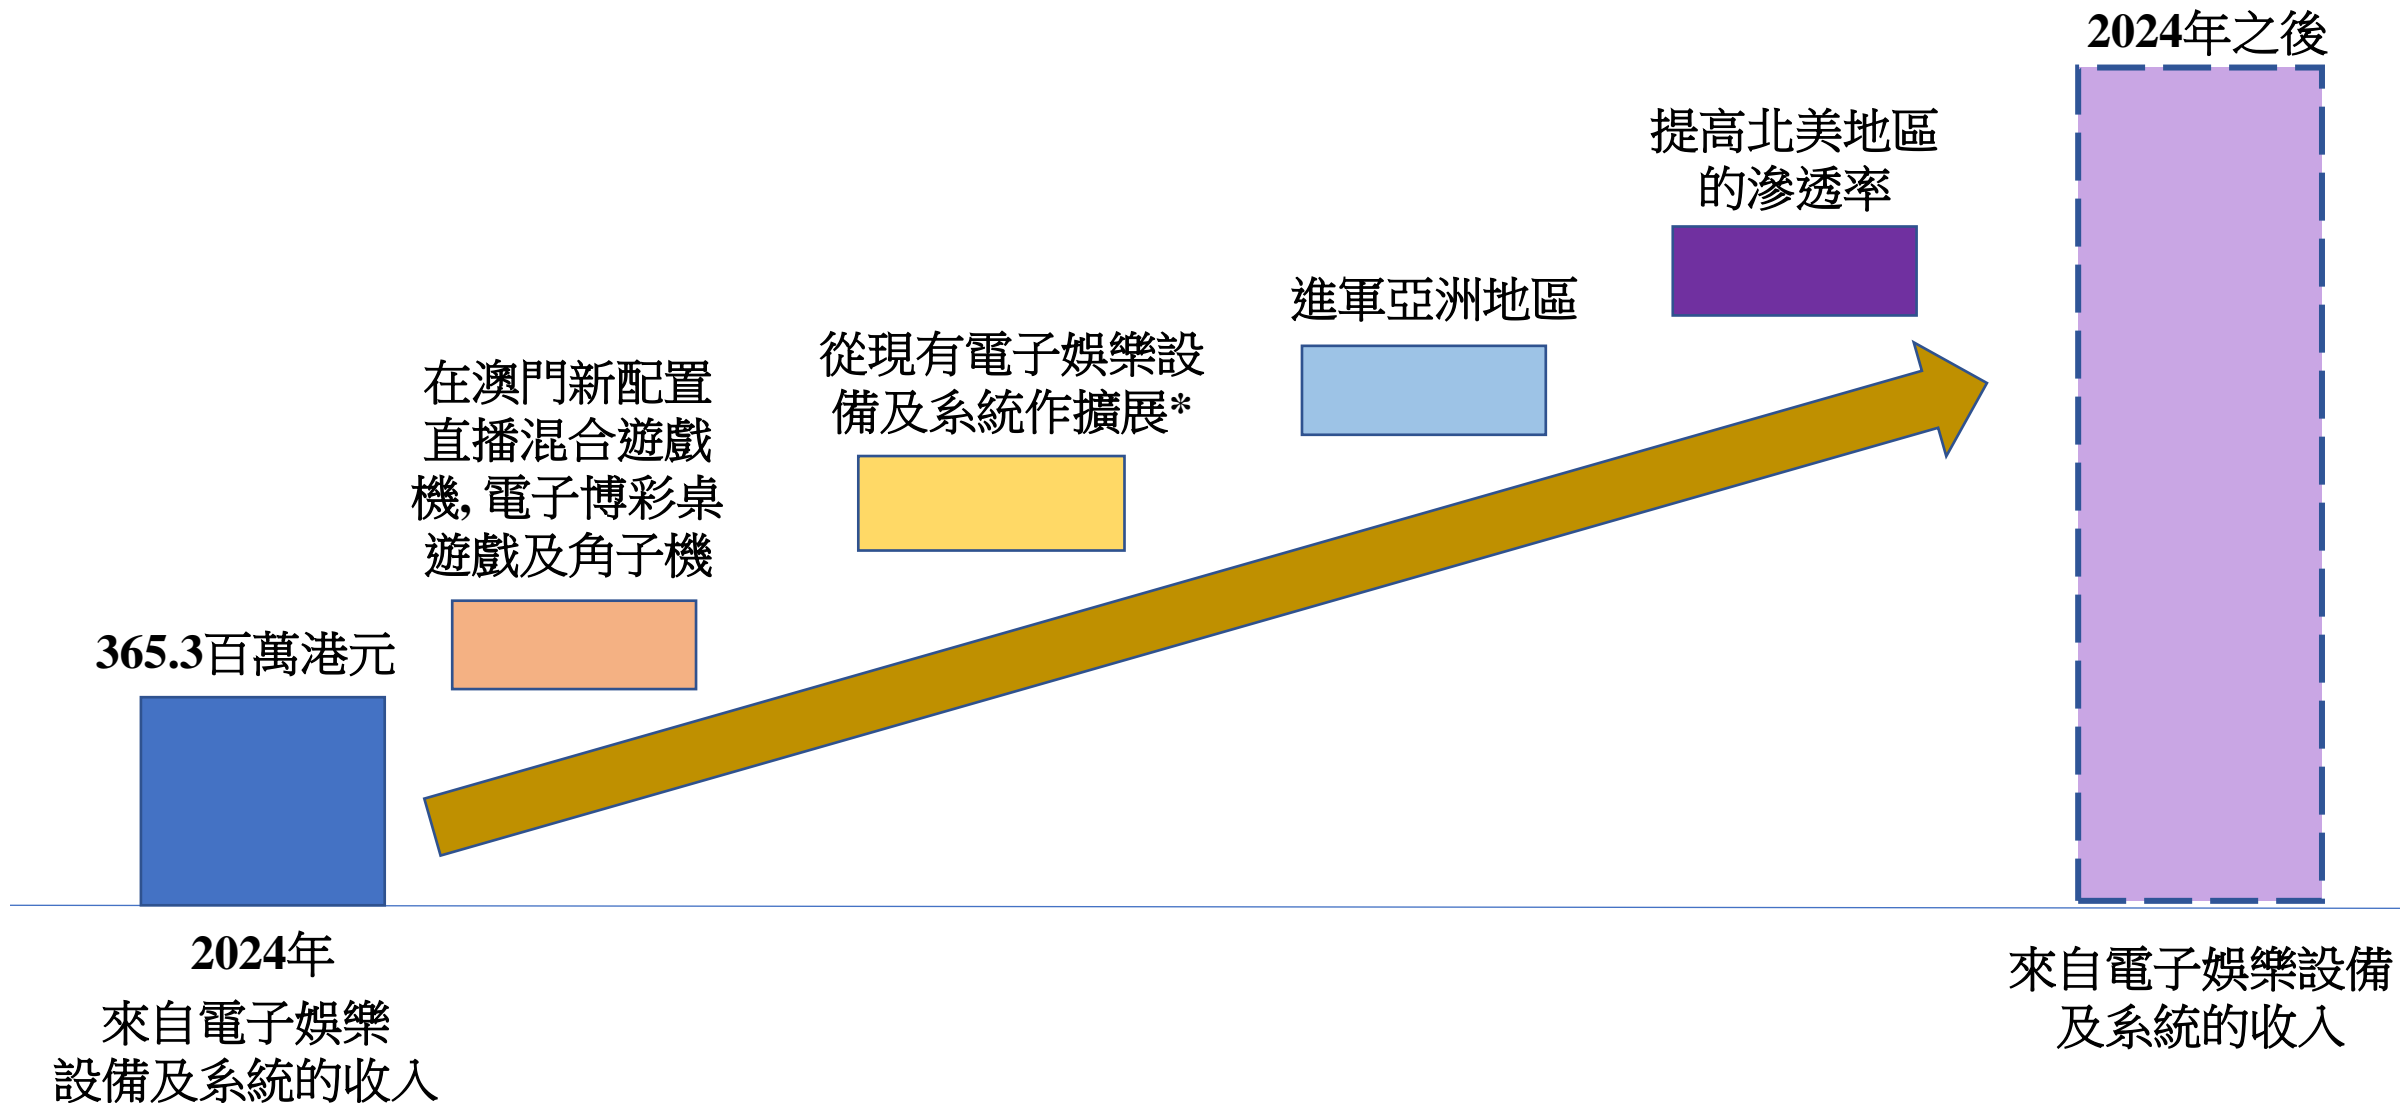 365.3百萬港元
2024年
來自電子娛樂
設備及系統的收入
在澳門新配置
直播混合遊戲
機, 電子博彩桌
遊戲及角子機
從現有電子娛樂設
備及系統作擴展*
進軍亞洲地區
提高北美地區
的滲透率
2024年之後
來自電子娛樂設備
及系統的收入